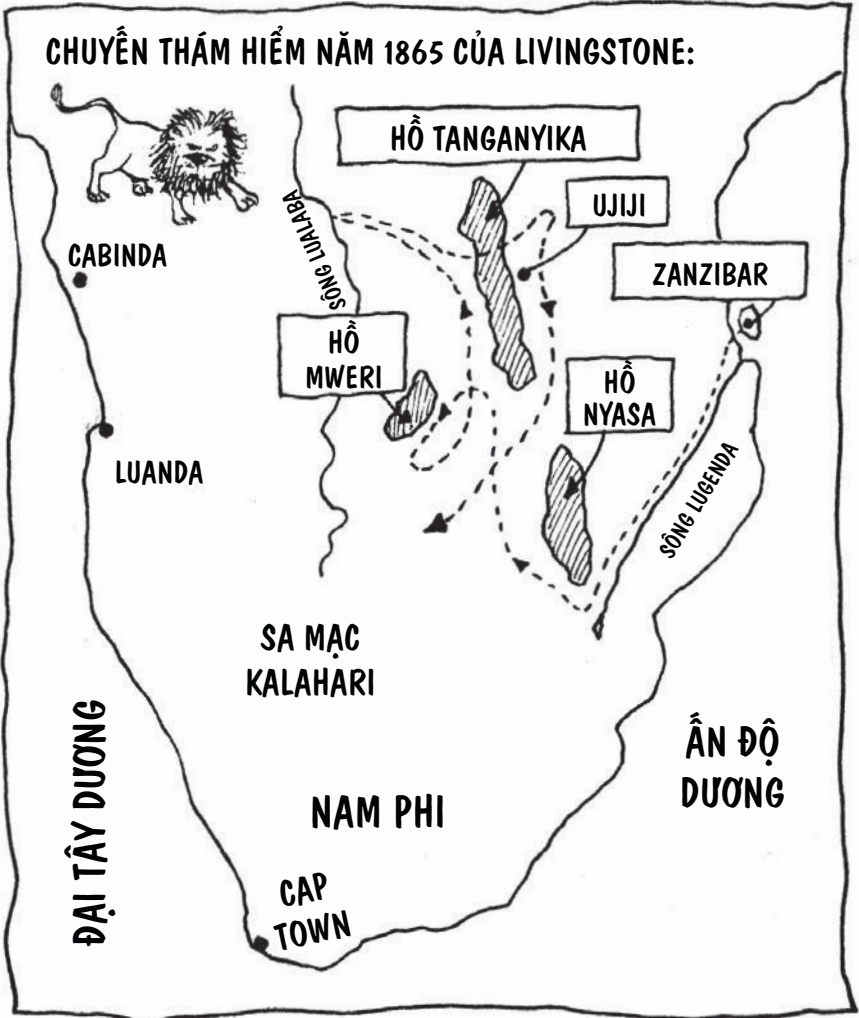 CHUYẾN THÁM HIỂM NĂM 1865 CỦA LIVINGSTONE:
HỒ TANGANYIKA
UJIJI
SÔNG LUALABA
CABINDA
ZANZIBAR
HỒ
MWERI
HỒ
NYASA
LUANDA
SÔNG LUGENDA
SA MẠC
KALAHARI
ĐẠI TÂY DƯƠNG
ẤN ĐỘ
DƯƠNG
NAM PHI
CAP
TOWN